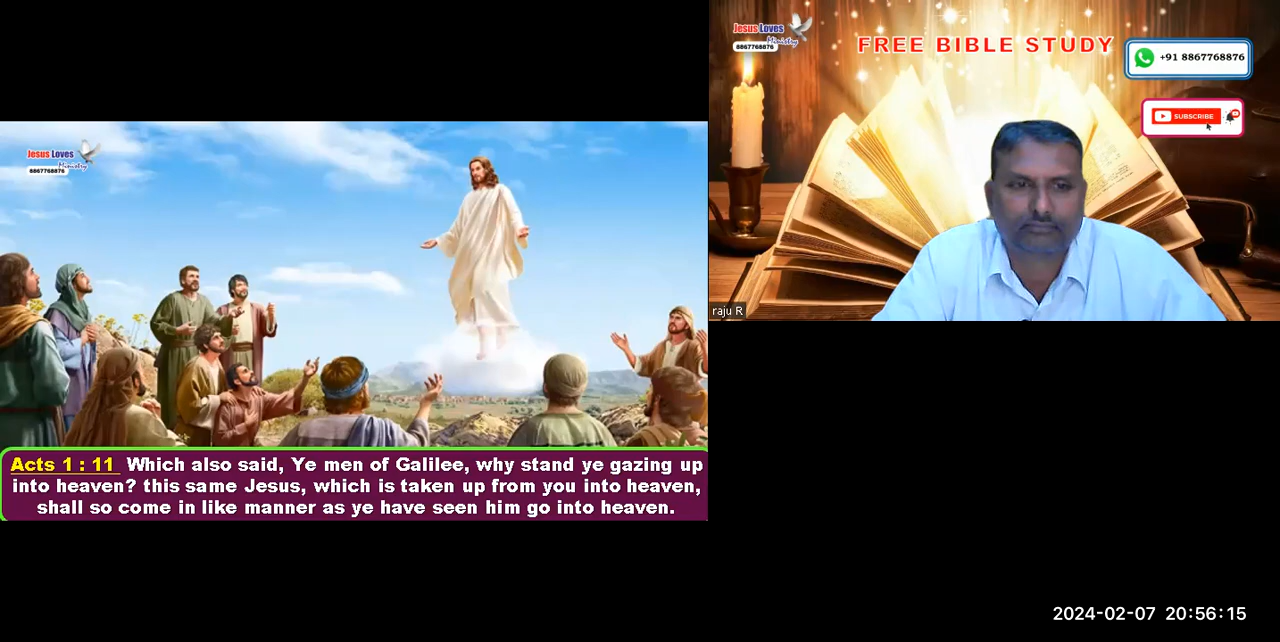 Jesus Loves
Ministry
8867768876
Acts 1 : 11 Which also said, Ye men of Galilee, why stand ye gazing up
into heaven? this same Jesus, which is taken up from you into heaven,
shall so come in like manner as ye have seen him go into heaven.
Jesus Loves
Ministry
8867768876
FREE BIBLE STUDY
+91 8867768876
SUBSCRIBE
raju R
2024-02-07 20:56:15